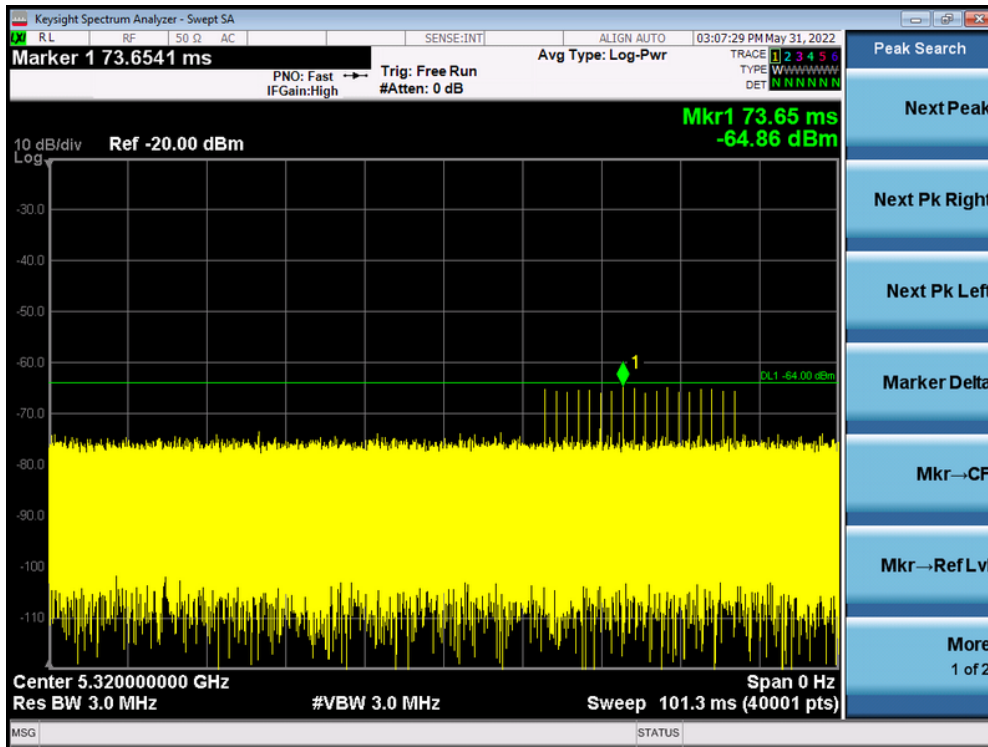 Keysight Spectrum Analyzer - Swept SA
LXI RL RF 50 Ω AC SENSE:INT ALIGN AUTO 03:07:29 PM May 31, 2022
Marker 1 73.6541 ms
PNO: Fast
IFGain:High
Trig: Free Run
#Atten: 0 dB
Avg Type: Log-Pwr
TRACE 1 2 3 4 5 6
TYPE WWWWWW
DET N N N N N N
Peak Search
Mkr1 73.65 ms
-64.86 dBm
10 dB/div Ref -20.00 dBm
Log
-30.0
-40.0
-50.0
-60.0
-70.0
-80.0
-90.0
-100
-110
1
DL1 -64.00 dBm
Center 5.320000000 GHz Span 0 Hz
Res BW 3.0 MHz #VBW 3.0 MHz Sweep 101.3 ms (40001 pts)
Next Peak
Next Pk Right
Next Pk Left
Marker Delta
Mkr→CF
Mkr→Ref Lvl
More
1 of 2
MSG STATUS